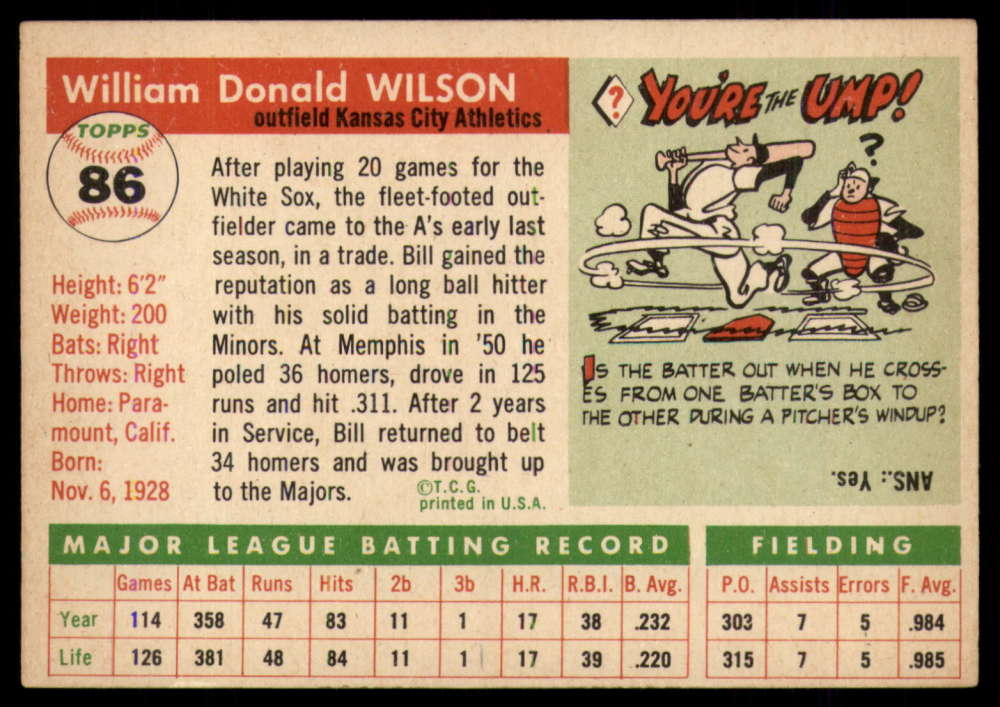 William Donald WILSON
outfield Kansas City Athletics
TOPPS
86
Height: 6'2"
Weight: 200
Bats: Right
Throws: Right
Home: Para-
mount, Calif.
Born:
Nov. 6, 1928
After playing 20 games for the
White Sox, the fleet-footed out-
fielder came to the A's early last
season, in a trade. Bill gained the
reputation as a long ball hitter
with his solid batting in the
Minors. At Memphis in '50 he
poled 36 homers, drove in 125
runs and hit .311. After 2 years
in Service, Bill returned to belt
34 homers and was brought up
to the Majors.
©T.C.G.
printed in U.S.A.
? YOU'RE THE UMP!
?
IS THE BATTER OUT WHEN HE CROSS-
ES FROM ONE BATTER'S BOX TO
THE OTHER DURING A PITCHER'S WINDUP?
ANS.: Yes.
MAJOR LEAGUE BATTING RECORD FIELDING
Games At Bat Runs Hits 2b 3b H.R. R.B.I. B. Avg. P.O. Assists Errors F. Avg.
Year 114 358 47 83 11 1 17 38 .232 303 7 5 .984
Life 126 381 48 84 11 1 17 39 .220 315 7 5 .985